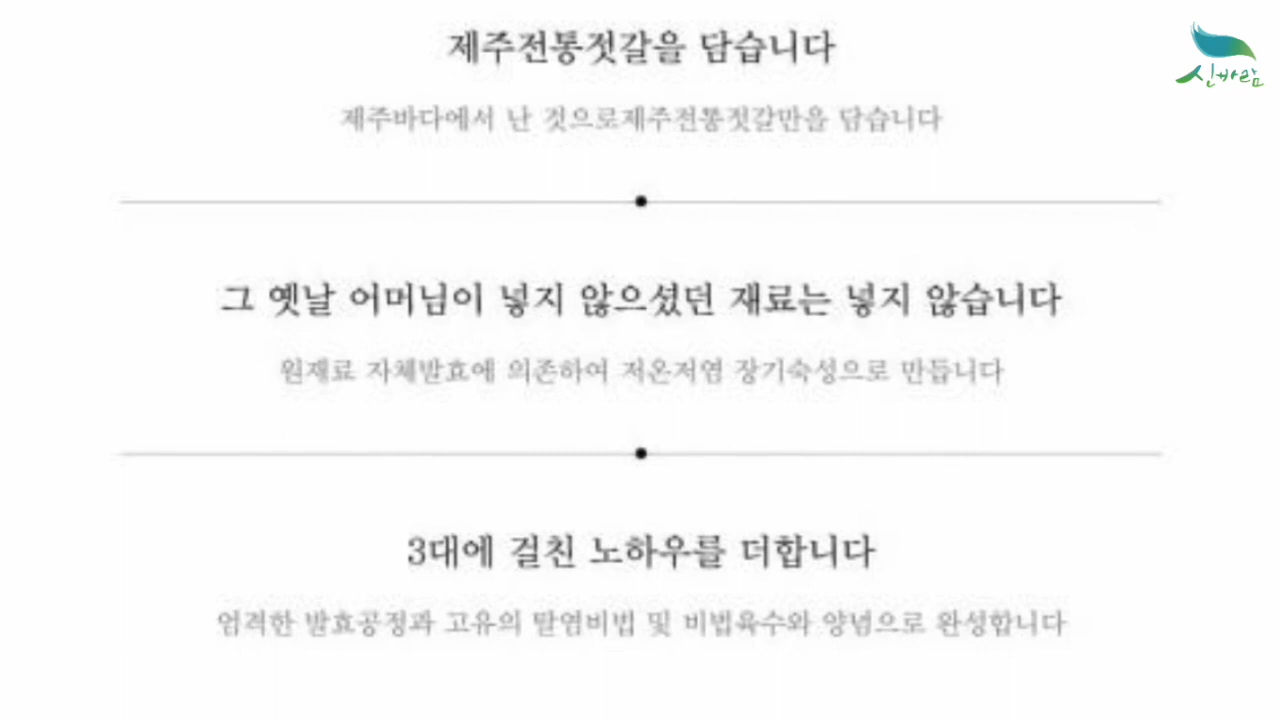 제주전통젓갈을 담습니다
신바람
제주바다에서 난 것으로제주전통젓갈만을 담습니다
그 옛날 어머님이 넣지 않으셨던 재료는 넣지 않습니다
원재료 자체발효에 의존하여 저온저염 장기숙성으로 만듭니다
3대에 걸친 노하우를 더합니다
엄격한 발효공정과 고유의 탈염비법 및 비법육수와 양념으로 완성합니다